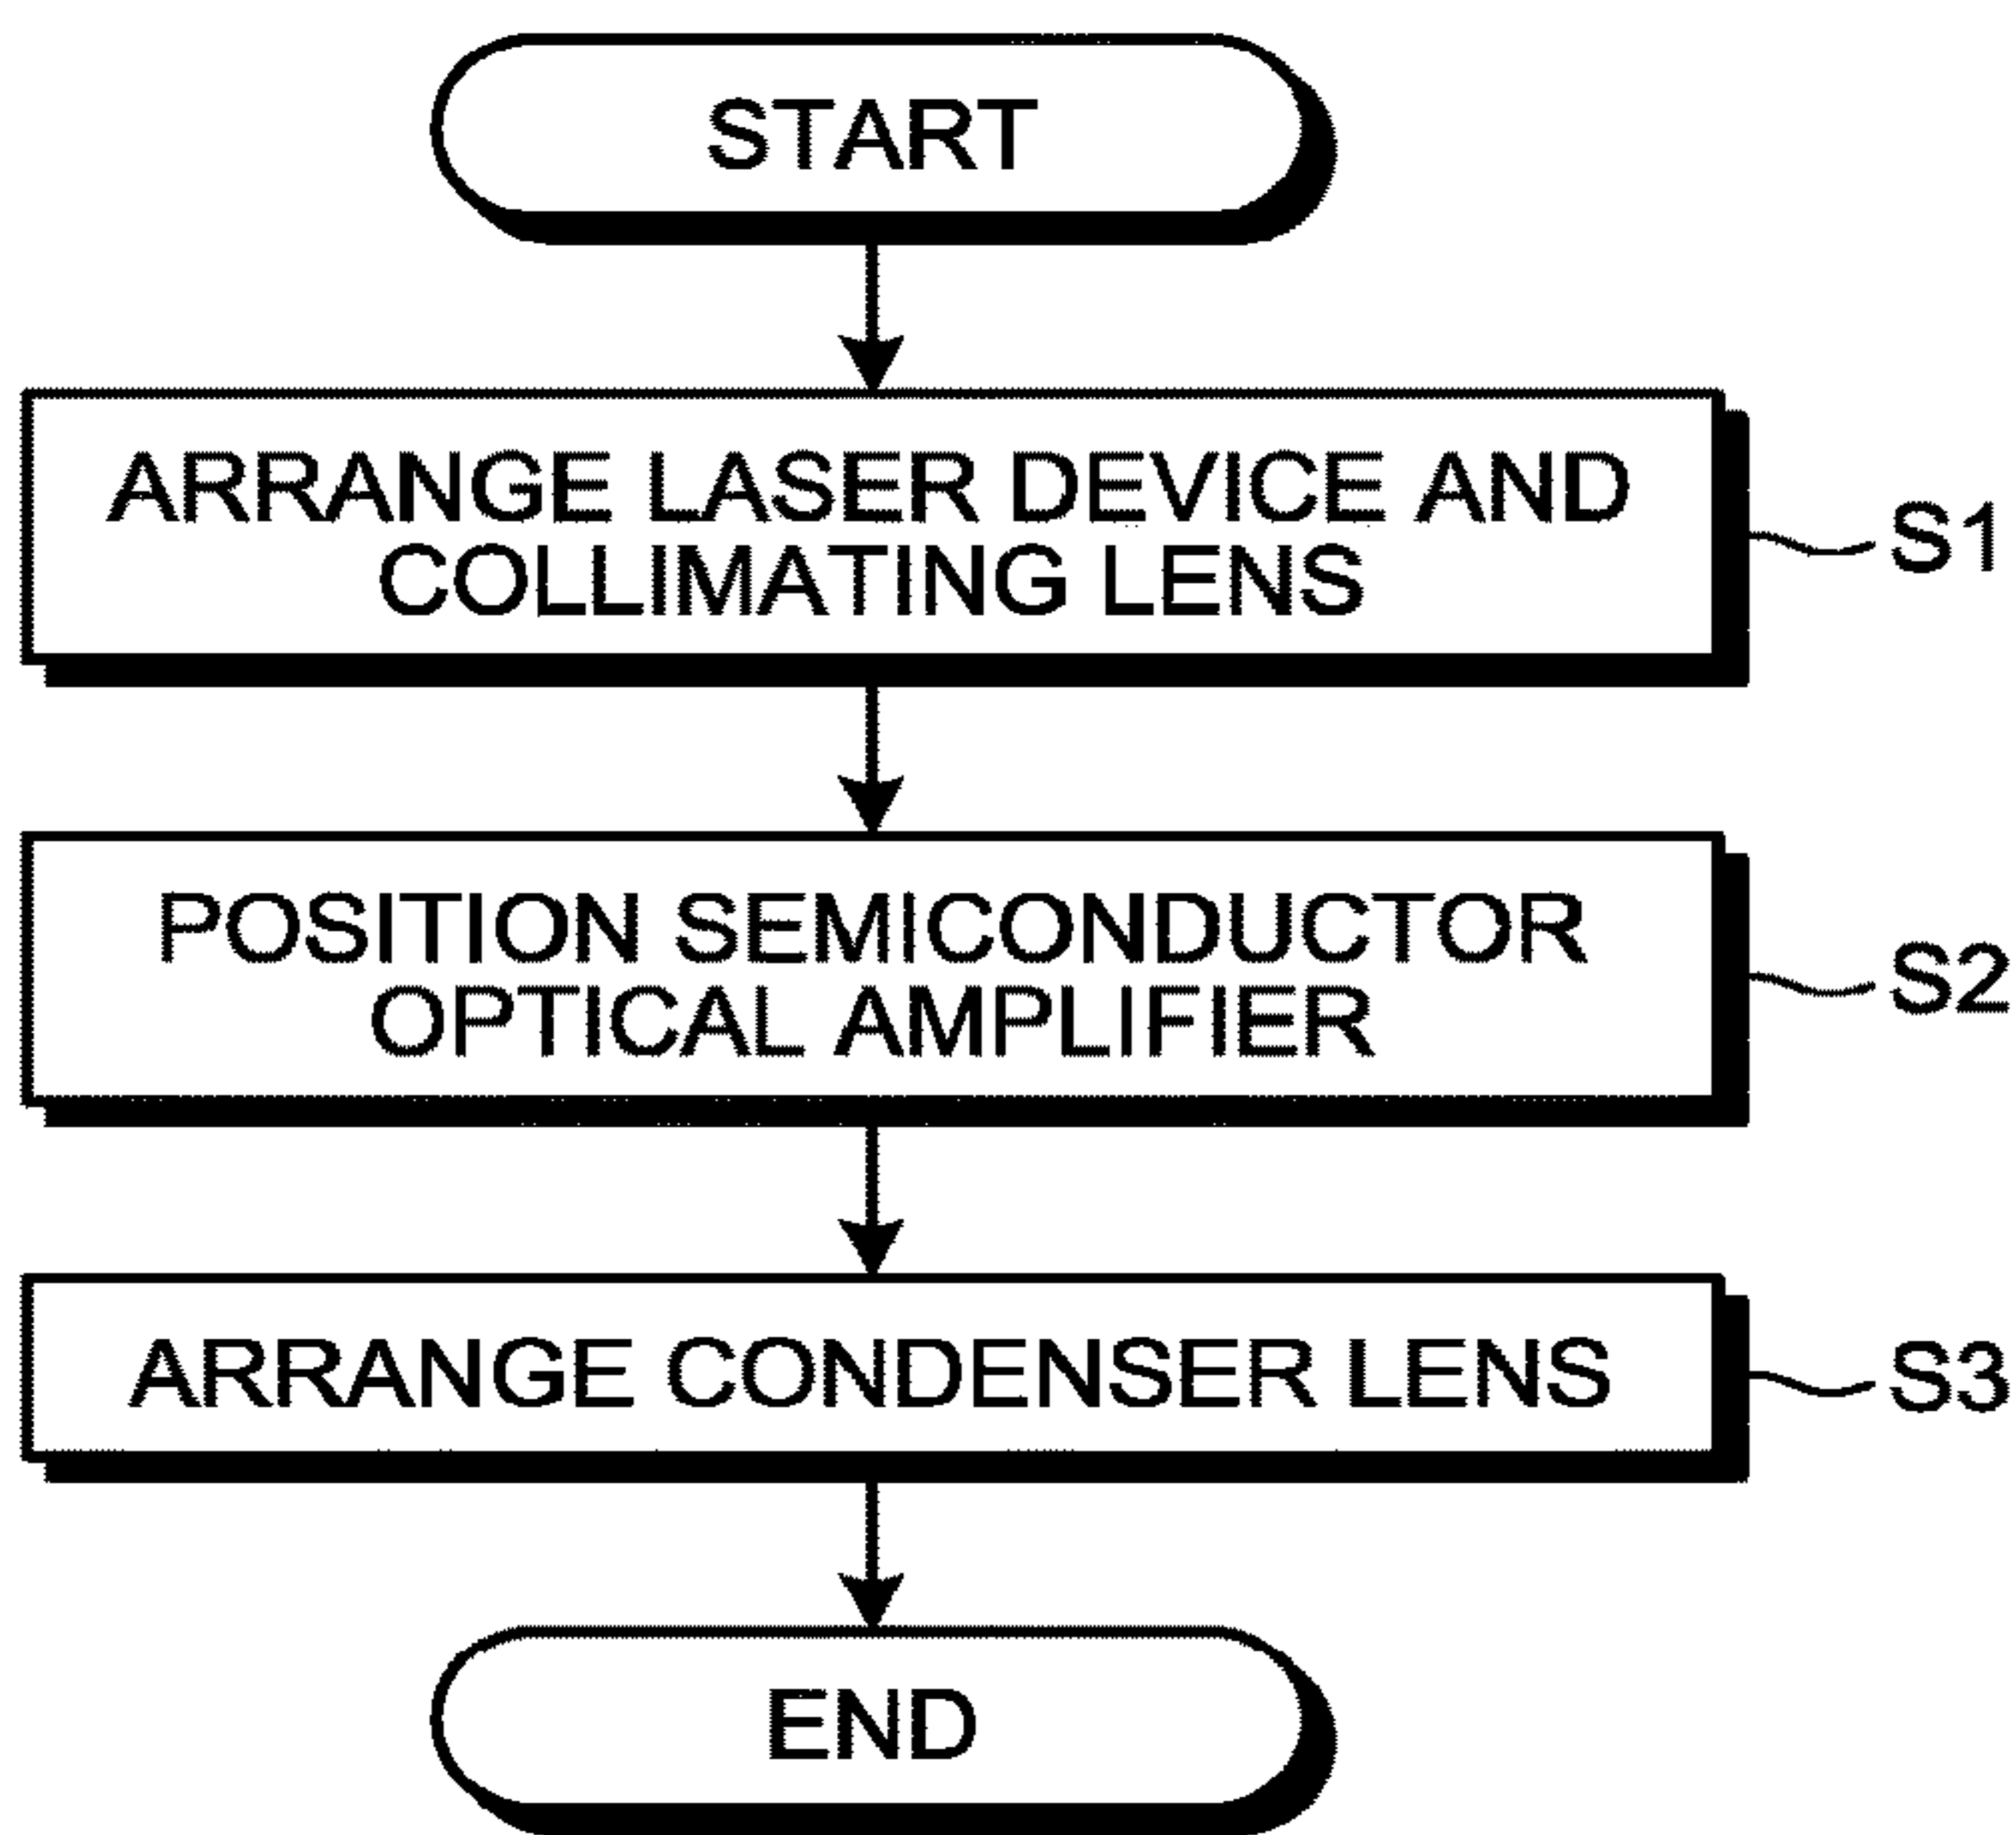 START
ARRANGE LASER DEVICE AND
COLLIMATING LENS
S1
POSITION SEMICONDUCTOR
OPTICAL AMPLIFIER
S2
ARRANGE CONDENSER LENS
S3
END